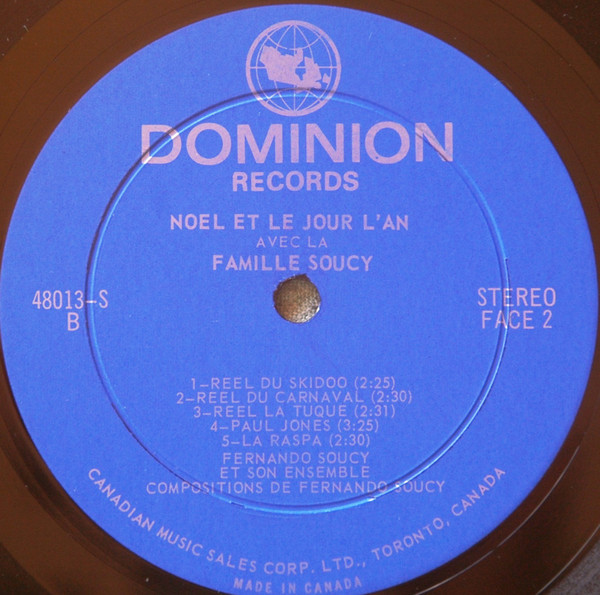 DOMINION
RECORDS
NOEL ET LE JOUR L'AN
AVEC LA
FAMILLE SOUCY
48013-S
B
STEREO
FACE 2
1-REEL DU SKIDOO (2:25)
2-REEL DU CARNAVAL (2:30)
3-REEL LA TUQUE (2:31)
4-PAUL JONES (3:25)
5-LA RASPA (2:30)
FERNANDO SOUCY
ET SON ENSEMBLE
COMPOSITIONS DE FERNANDO SOUCY
CANADIAN MUSIC SALES CORP. LTD., TORONTO, CANADA
MADE IN CANADA